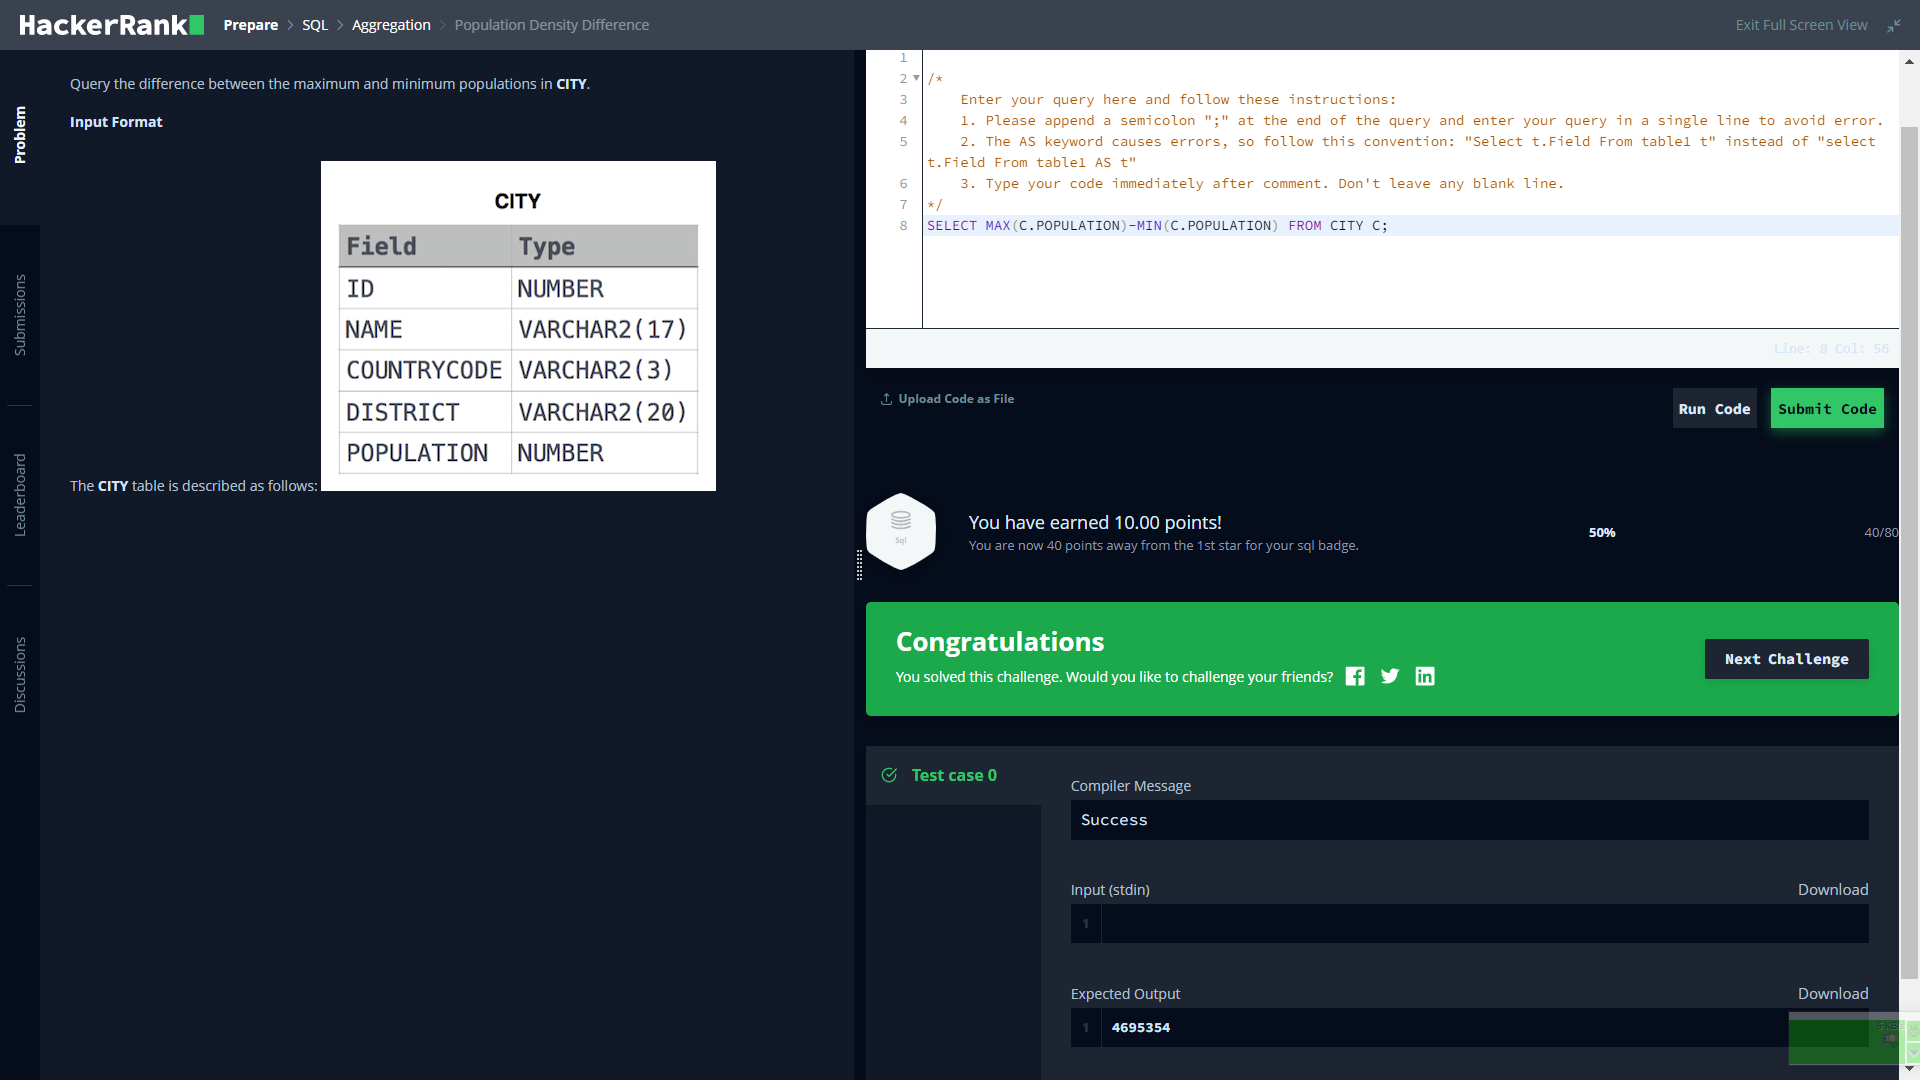 HackerRank
Prepare > SQL > Aggregation > Population Density Difference
Exit Full Screen View
Problem
Submissions
Leaderboard
Discussions
Query the difference between the maximum and minimum populations in CITY.
Input Format
CITY
Field Type
ID NUMBER
NAME VARCHAR2(17)
COUNTRYCODE VARCHAR2(3)
DISTRICT VARCHAR2(20)
POPULATION NUMBER
The CITY table is described as follows:
1
2 /*
3 Enter your query here and follow these instructions:
4 1. Please append a semicolon ";" at the end of the query and enter your query in a single line to avoid error.
5 2. The AS keyword causes errors, so follow this convention: "Select t.Field From table1 t" instead of "select
t.Field From table1 AS t"
6 3. Type your code immediately after comment. Don't leave any blank line.
7 */
8 SELECT MAX(C.POPULATION)-MIN(C.POPULATION) FROM CITY C;
Line: 8 Col: 56
Upload Code as File
Run Code
Submit Code
Sql
You have earned 10.00 points!
You are now 40 points away from the 1st star for your sql badge.
50%
40/80
Congratulations
You solved this challenge. Would you like to challenge your friends?
Next Challenge
Test case 0
Compiler Message
Success
Input (stdin)
Download
1
Expected Output
Download
1 4695354